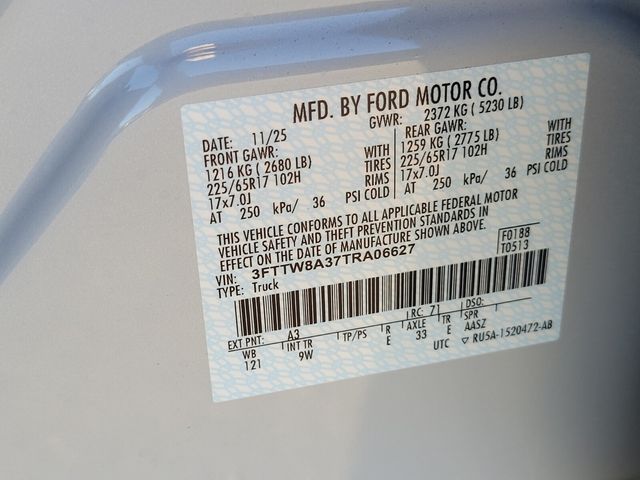 MFD. BY FORD MOTOR CO.
DATE: 11/25 GVWR: 2372 KG ( 5230 LB)
FRONT GAWR: REAR GAWR:
1216 KG ( 2680 LB) WITH 1259 KG ( 2775 LB) WITH
225/65R17 102H TIRES 225/65R17 102H TIRES
17x7.0J RIMS 17x7.0J RIMS
AT 250 kPa/ 36 PSI COLD AT 250 kPa/ 36 PSI COLD
THIS VEHICLE CONFORMS TO ALL APPLICABLE FEDERAL MOTOR
VEHICLE SAFETY AND THEFT PREVENTION STANDARDS IN
EFFECT ON THE DATE OF MANUFACTURE SHOWN ABOVE.
VIN: 3FTTW8A37TRA06627 F0188
TYPE: Truck T0513
EXT PNT: A3 RC: 71 DSO:
WB INT TR TP/PS R AXLE TR SPR
121 9W E 33 E AASZ
UTC ▽ RU5A-1520472-AB